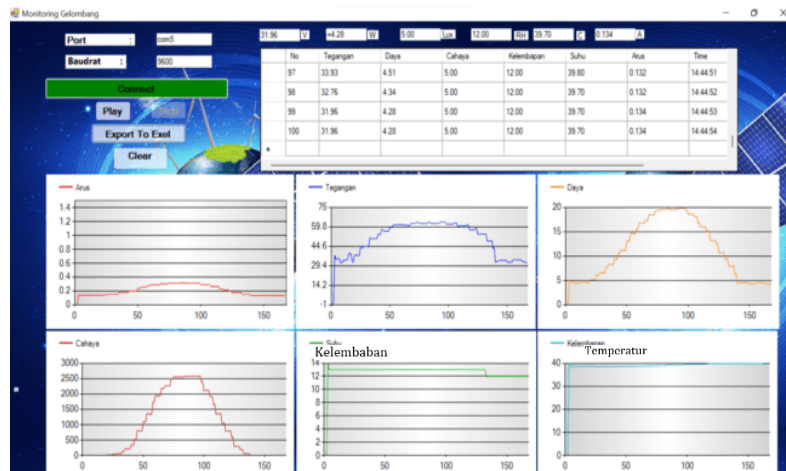 Monitoring Gelombang
Port : com5
Baudrat : 9600
Connect
Play
Export To Exel
Clear
31.96 V +4.28 W 5.00 Lux 12.00 RH 39.70 C 0.134 A
No Tegangan Daya Cahaya Kelembapan Suhu Arus Time
97 33.93 4.51 5.00 12.00 39.80 0.132 14:44:51
98 32.76 4.34 5.00 12.00 39.70 0.132 14:44:52
99 31.96 4.28 5.00 12.00 39.70 0.134 14:44:53
100 31.96 4.28 5.00 12.00 39.70 0.134 14:44:54
Arus
1.4
1.2
1
0.8
0.6
0.4
0.2
0
0 50 100 150
Tegangan
75
59.8
44.6
29.4
14.2
-1
0 50 100 150
Daya
20
15
10
5
0
0 50 100 150
Cahaya
3000
2500
2000
1500
1000
500
0
0 50 100 150
Kelembaban
14
12
10
8
6
4
2
0
0 50 100 150
Temperatur
40
30
20
10
0
0 50 100 150